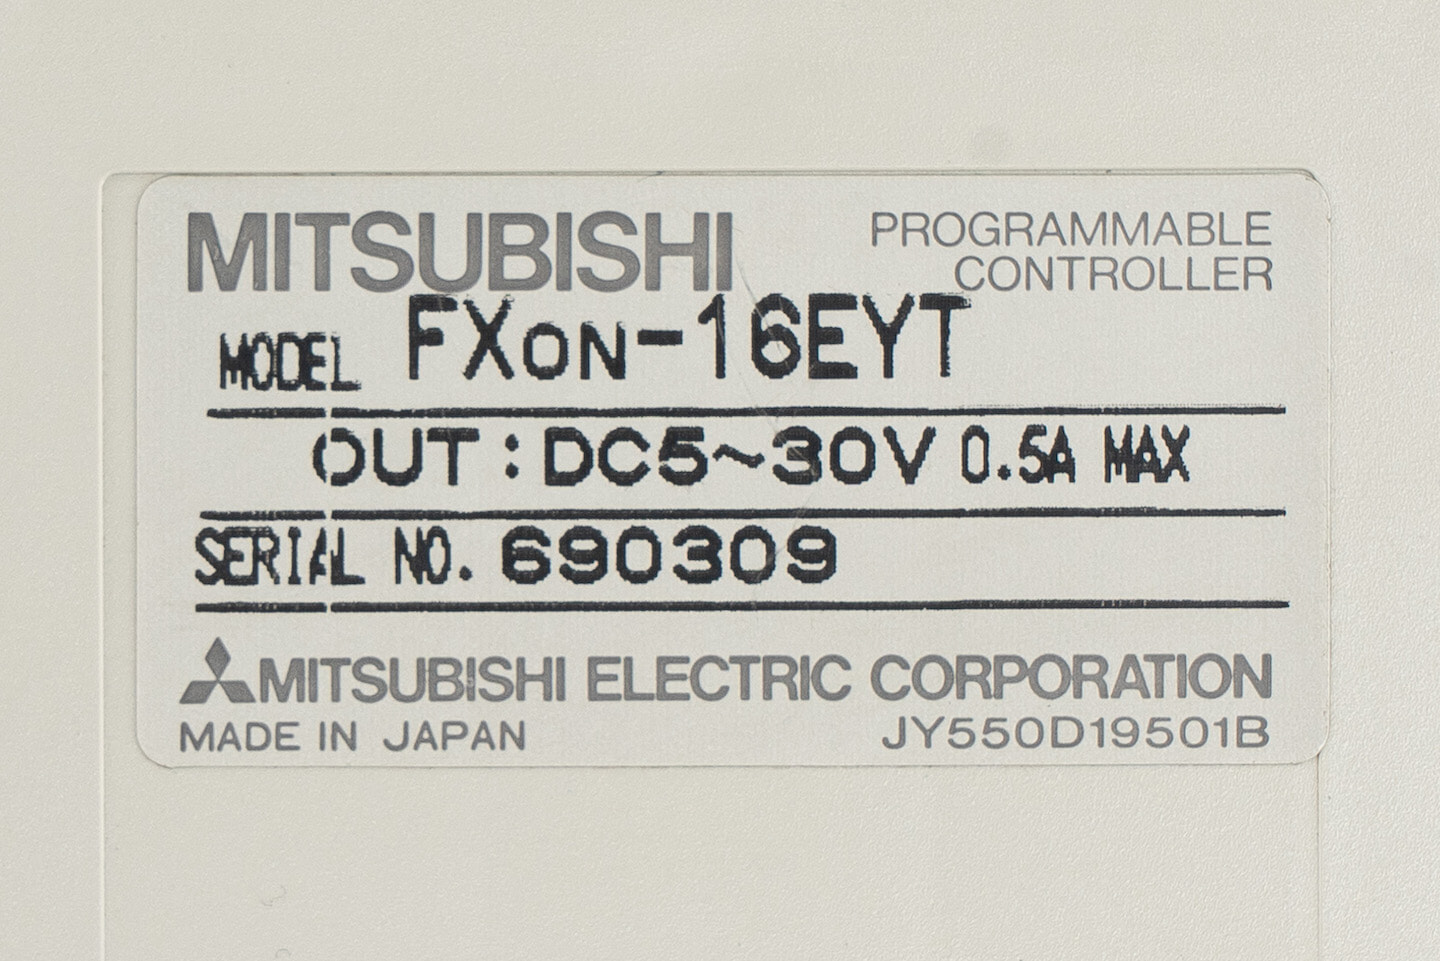 MITSUBISHI
PROGRAMMABLE
CONTROLLER
MODEL FX0N-16EYT
OUT : DC5~30V 0.5A MAX
SERIAL NO. 690309
MITSUBISHI ELECTRIC CORPORATION
MADE IN JAPAN JY550D19501B